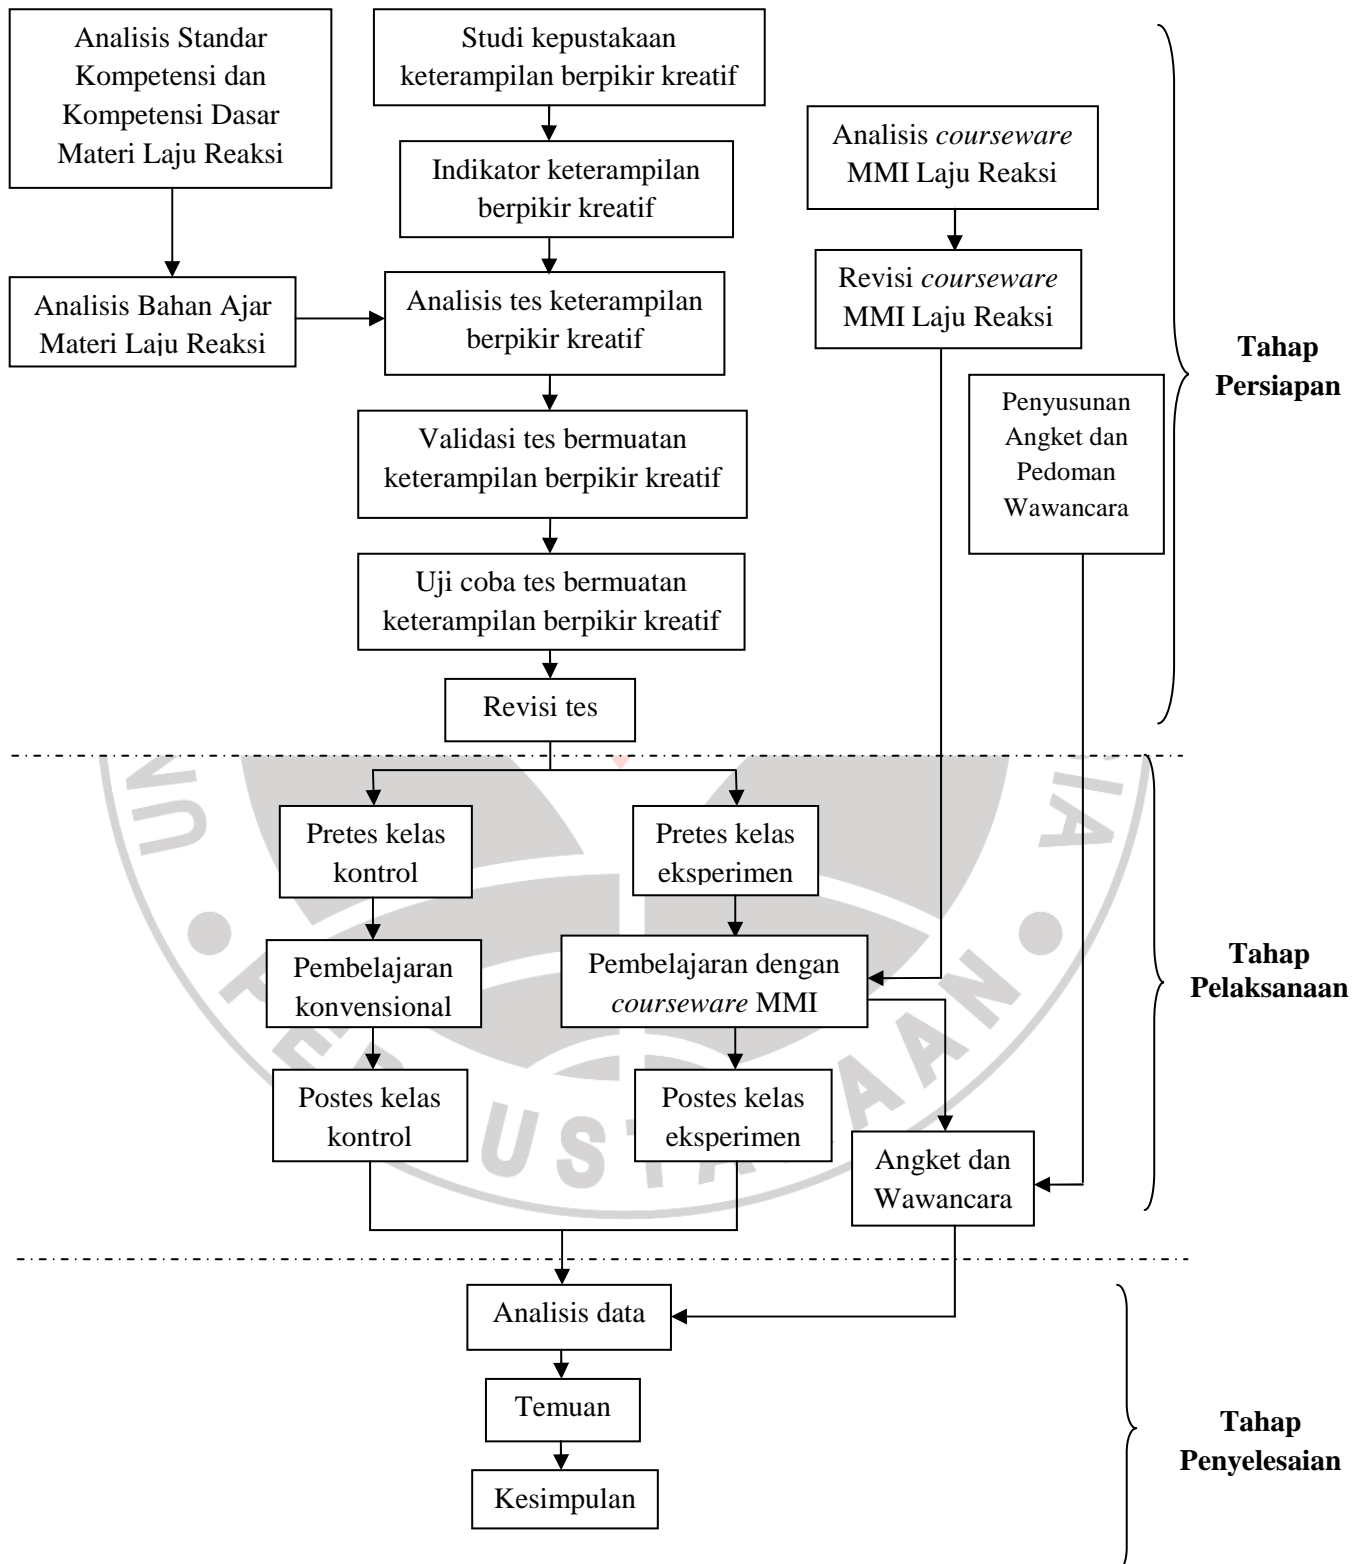 Analisis Standar
Kompetensi dan
Kompetensi Dasar
Materi Laju Reaksi
Studi kepustakaan
keterampilan berpikir kreatif
Analisis courseware
MMI Laju Reaksi
Indikator keterampilan
berpikir kreatif
Revisi courseware
MMI Laju Reaksi
Analisis Bahan Ajar
Materi Laju Reaksi
Analisis tes keterampilan
berpikir kreatif
Tahap
Persiapan
Penyusunan
Angket dan
Pedoman
Wawancara
Validasi tes bermuatan
keterampilan berpikir kreatif
Uji coba tes bermuatan
keterampilan berpikir kreatif
Revisi tes
Pretes kelas
kontrol
Pretes kelas
eksperimen
Pembelajaran
konvensional
Pembelajaran dengan
courseware MMI
Tahap
Pelaksanaan
Postes kelas
kontrol
Postes kelas
eksperimen
Angket dan
Wawancara
Analisis data
Temuan
Kesimpulan
Tahap
Penyelesaian